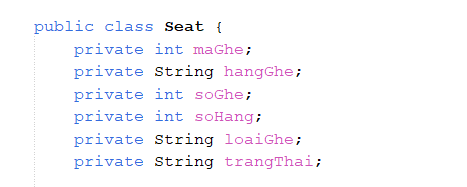 public class Seat {
private int maGhe;
private String hangGhe;
private int soGhe;
private int soHang;
private String loaiGhe;
private String trangThai;